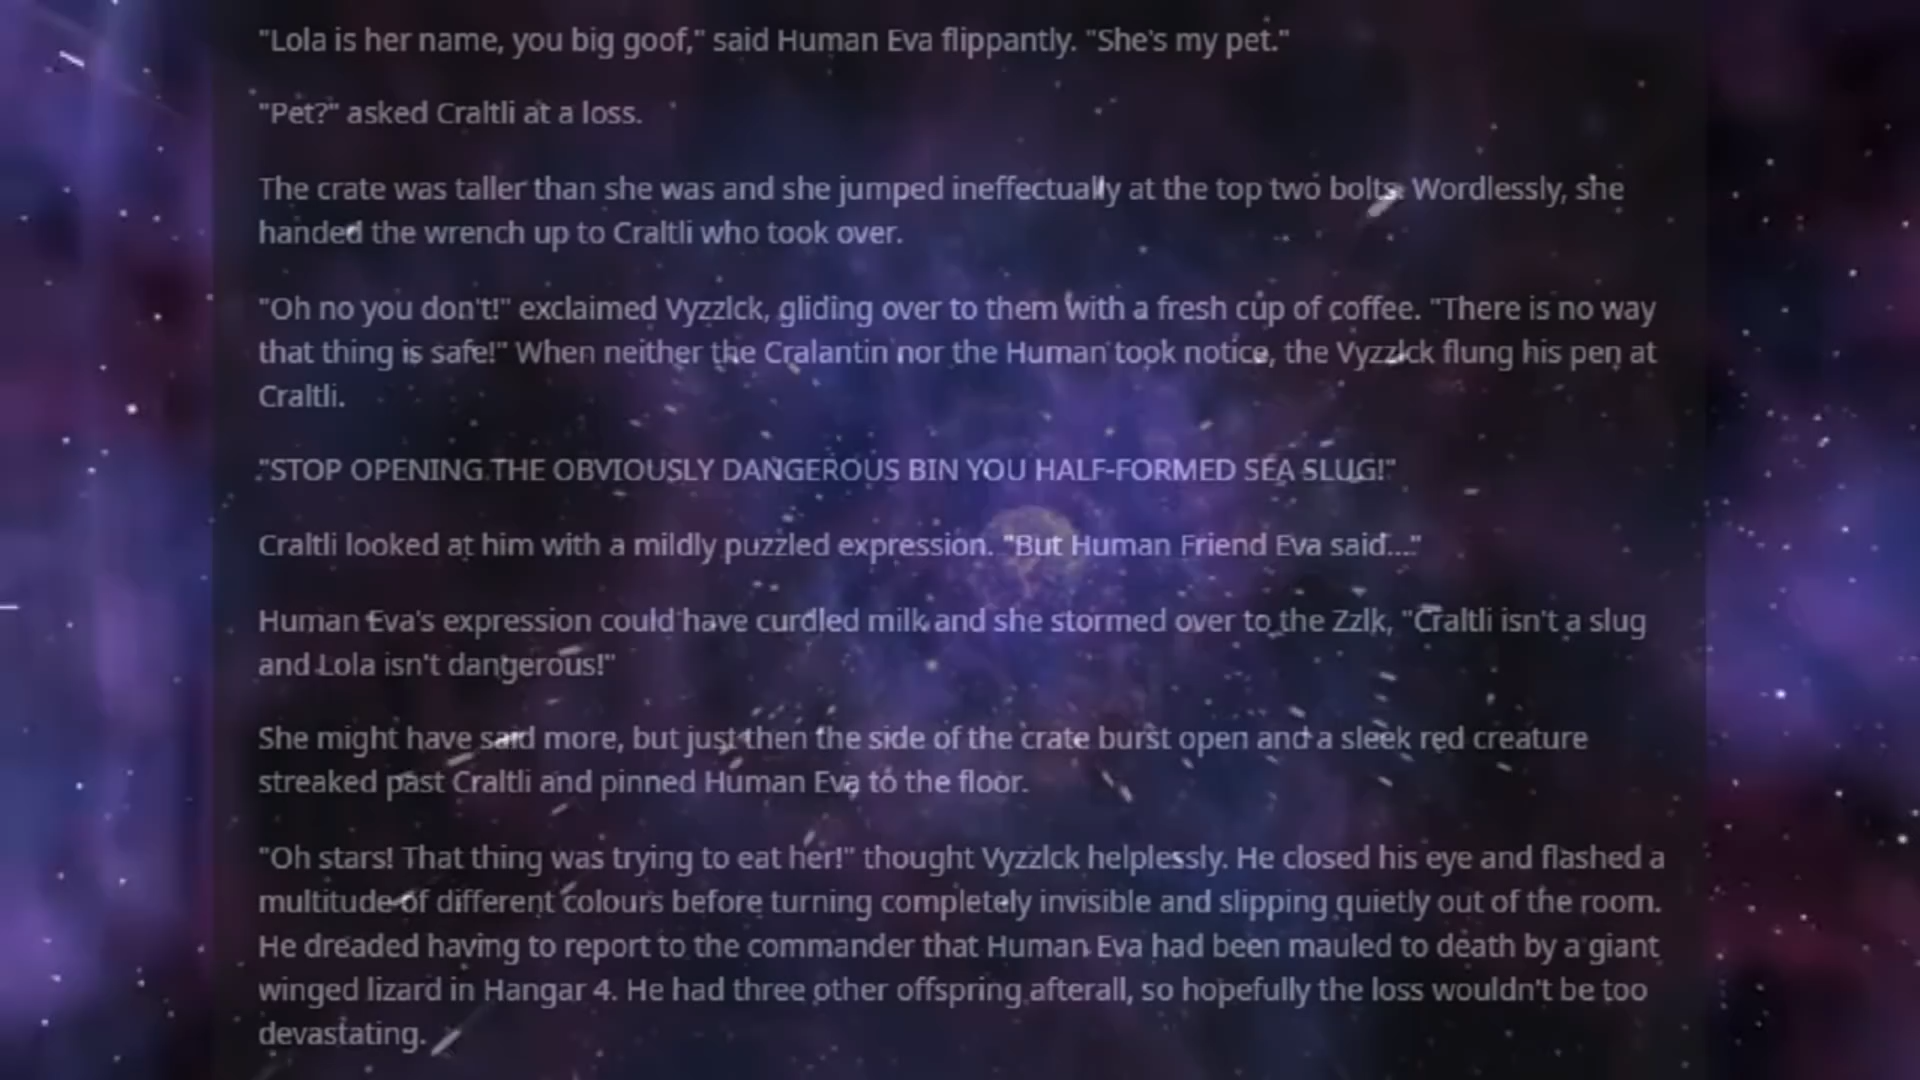 "Lola is her name, you big goof," said Human Eva flippantly. "She's my pet."
"Pet?" asked Craltli at a loss.
The crate was taller than she was and she jumped ineffectually at the top two bolts. Wordlessly, she
handed the wrench up to Craltli who took over.
"Oh no you don't!" exclaimed Vyzzlck, gliding over to them with a fresh cup of coffee. "There is no way
that thing is safe!" When neither the Cralantin nor the Human took notice, the Vyzzlck flung his pen at
Craltli.
"STOP OPENING THE OBVIOUSLY DANGEROUS BIN YOU HALF-FORMED SEA SLUG!"
Craltli looked at him with a mildly puzzled expression. "But Human Friend Eva said..."
Human Eva's expression could have curdled milk and she stormed over to the Zzlk, "Craltli isn't a slug
and Lola isn't dangerous!"
She might have said more, but just then the side of the crate burst open and a sleek red creature
streaked past Craltli and pinned Human Eva to the floor.
"Oh stars! That thing was trying to eat her!" thought Vyzzlck helplessly. He closed his eye and flashed a
multitude of different colours before turning completely invisible and slipping quietly out of the room.
He dreaded having to report to the commander that Human Eva had been mauled to death by a giant
winged lizard in Hangar 4. He had three other offspring afterall, so hopefully the loss wouldn't be too
devastating.